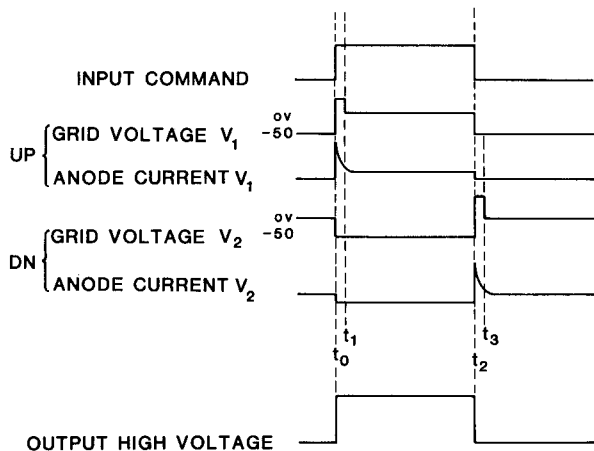 INPUT COMMAND
UP
GRID VOLTAGE V1
0V
-50
ANODE CURRENT V1
DN
GRID VOLTAGE V2
0V
-50
ANODE CURRENT V2
t0
t1
t2
t3
OUTPUT HIGH VOLTAGE